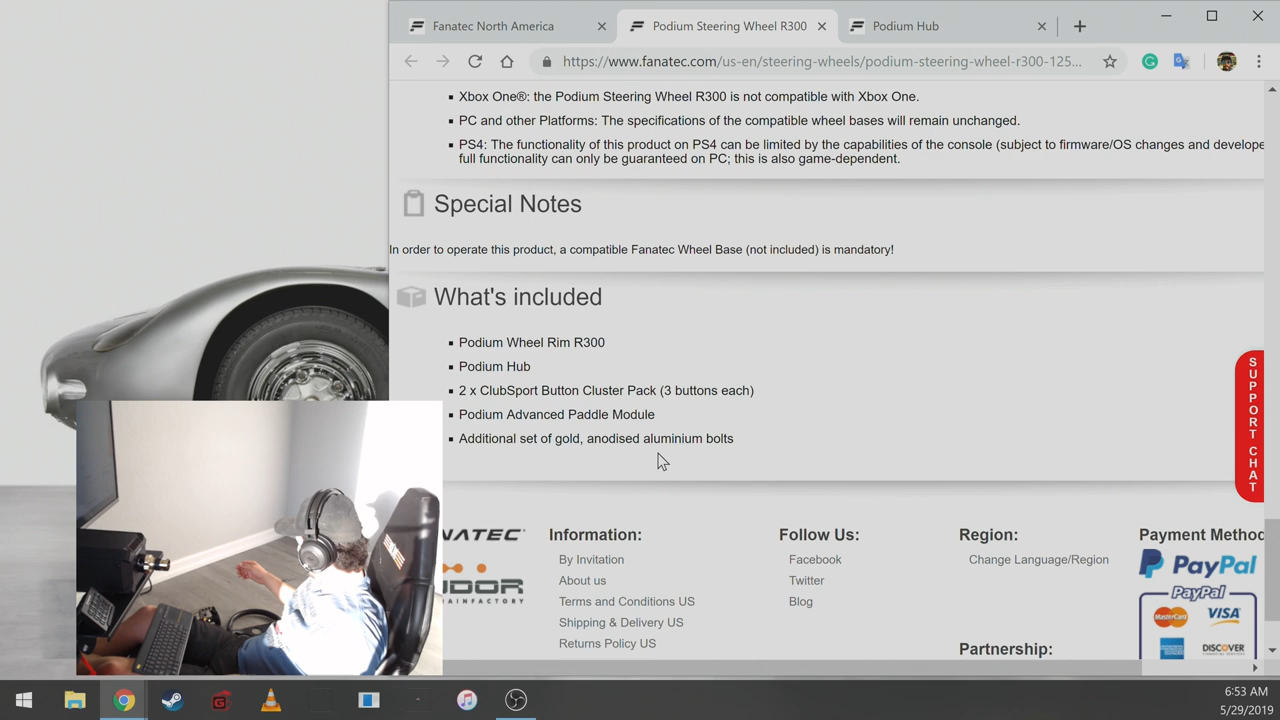 Fanatec North America
Podium Steering Wheel R300
Podium Hub
https://www.fanatec.com/us-en/steering-wheels/podium-steering-wheel-r300-125...
Xbox One®: the Podium Steering Wheel R300 is not compatible with Xbox One.
PC and other Platforms: The specifications of the compatible wheel bases will remain unchanged.
PS4: The functionality of this product on PS4 can be limited by the capabilities of the console (subject to firmware/OS changes and develope
full functionality can only be guaranteed on PC; this is also game-dependent.
Special Notes
In order to operate this product, a compatible Fanatec Wheel Base (not included) is mandatory!
What's included
Podium Wheel Rim R300
Podium Hub
2 x ClubSport Button Cluster Pack (3 buttons each)
Podium Advanced Paddle Module
Additional set of gold, anodised aluminium bolts
SUPPORT CHAT
NATEC
Information:
Follow Us:
Region:
Payment Method
By Invitation
Facebook
Change Language/Region
PayPal
About us
Twitter
Terms and Conditions US
Blog
PayPal
Shipping & Delivery US
MasterCard
VISA
Returns Policy US
Partnership:
DISCOVER
6:53 AM
5/29/2019